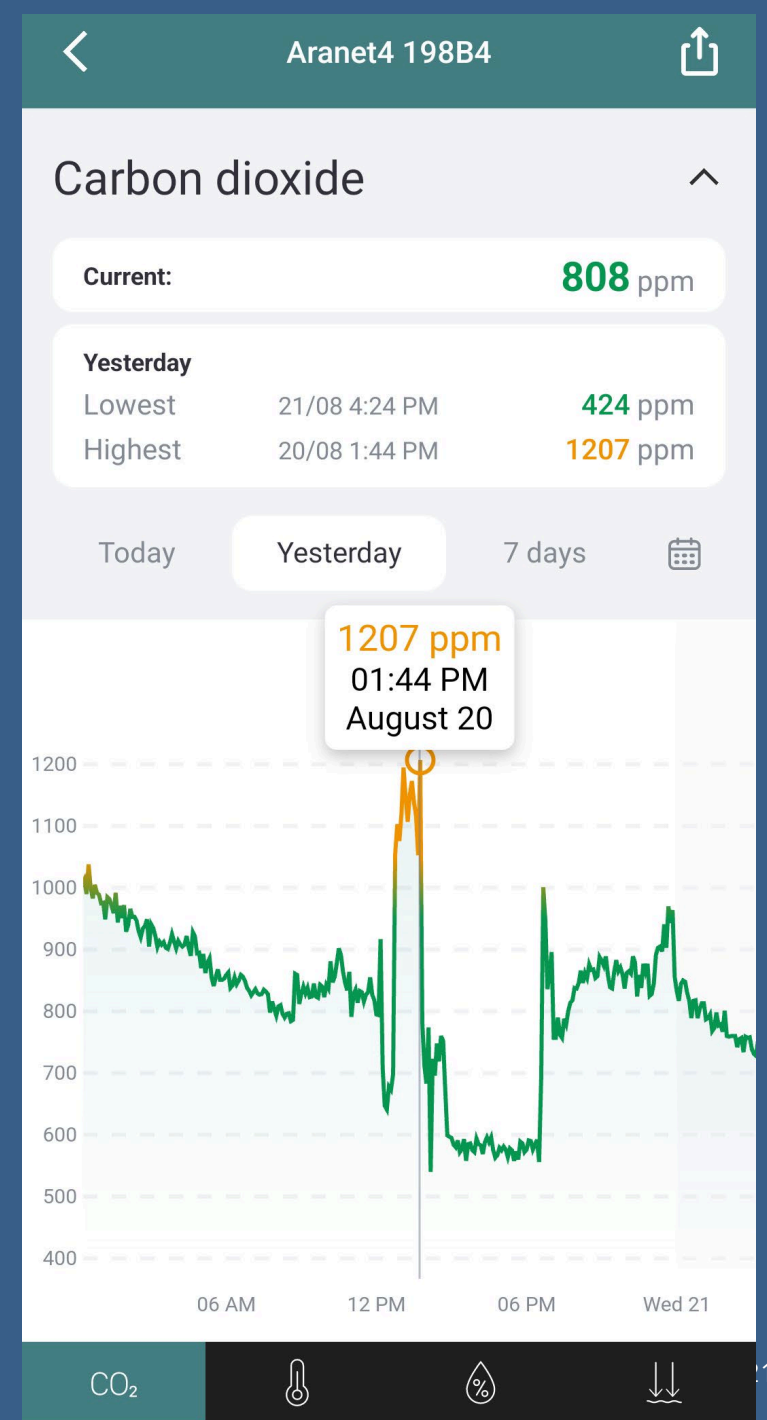 Aranet4 198B4
Carbon dioxide
Current: 808 ppm
Yesterday
Lowest 21/08 4:24 PM 424 ppm
Highest 20/08 1:44 PM 1207 ppm
Today Yesterday 7 days
1207 ppm
01:44 PM
August 20
1200
1100
1000
900
800
700
600
500
400
06 AM 12 PM 06 PM Wed 21
CO₂ %